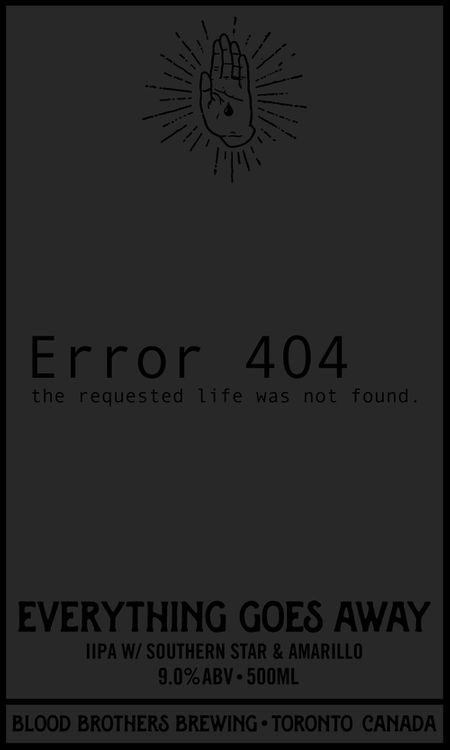 Error 404
the requested life was not found.
EVERYTHING GOES AWAY
IIPA W/ SOUTHERN STAR & AMARILLO
9.0% ABV • 500ML
BLOOD BROTHERS BREWING • TORONTO CANADA